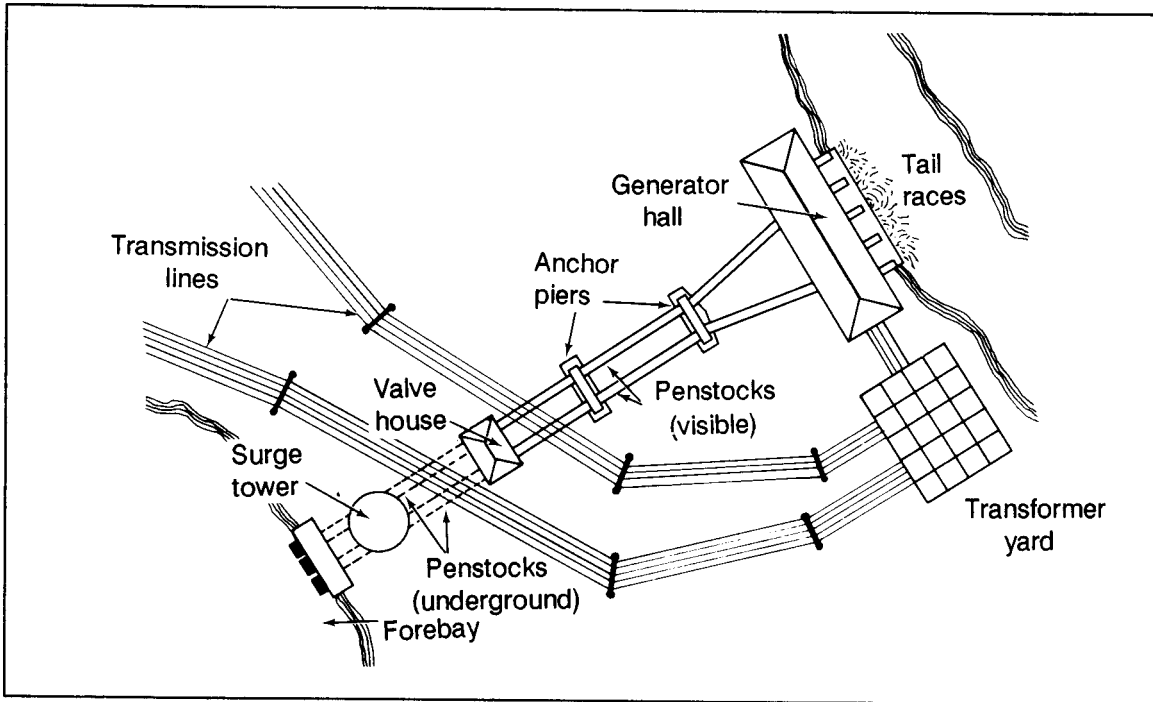 Tail
races
Generator
hall
Transmission
lines
Anchor
piers
Valve
house
Penstocks
(visible)
Surge
tower
Transformer
yard
Penstocks
(underground)
Forebay